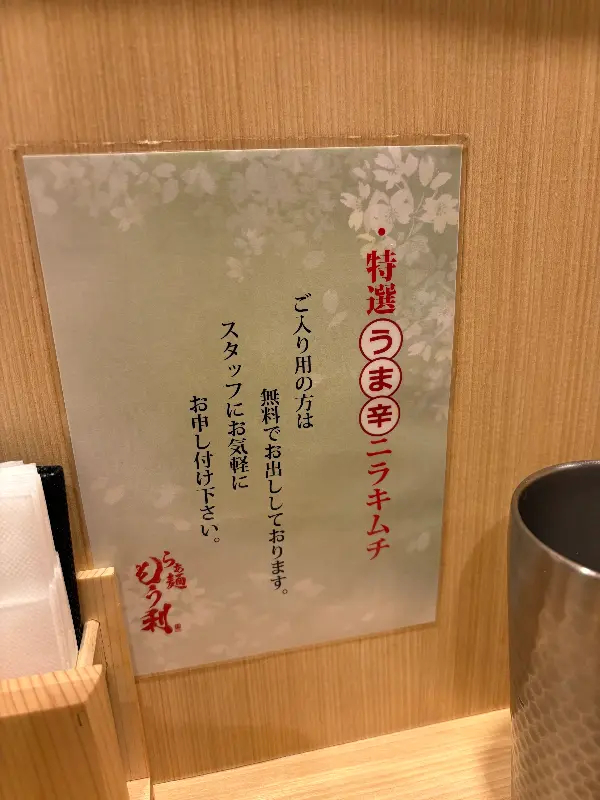 ・特選うま辛ニラキムチ
ご入り用の方は
無料でお出ししております。
スタッフにお気軽に
お申し付け下さい。
らぁ麺
もう利